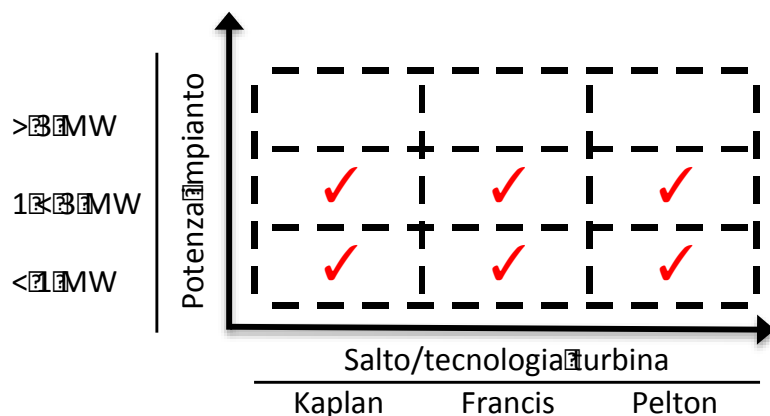 > 3 MW
1 < 3 MW
< 1 MW
Potenza impianto
✓ ✓ ✓
✓ ✓ ✓
Salto/tecnologia turbina
Kaplan Francis Pelton